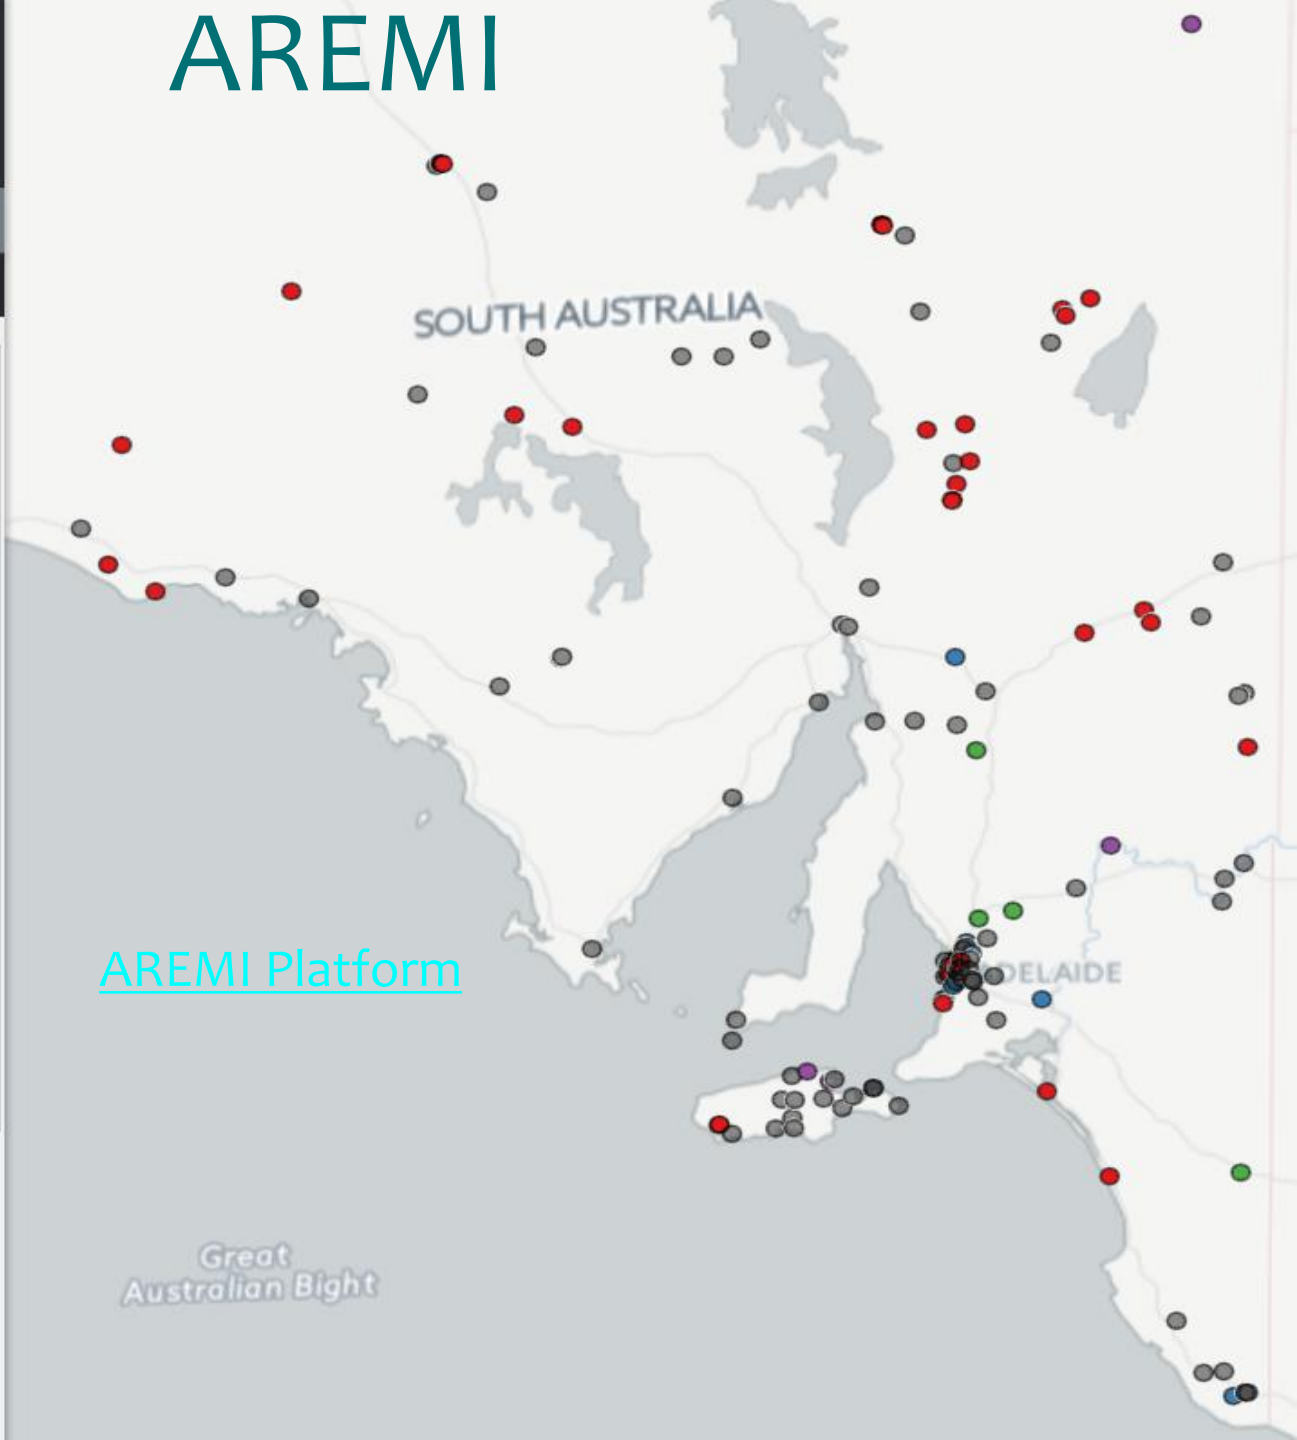 AREMI
SOUTH AUSTRALIA
AREMI Platform
DELAIDE
Great
Australian Bight